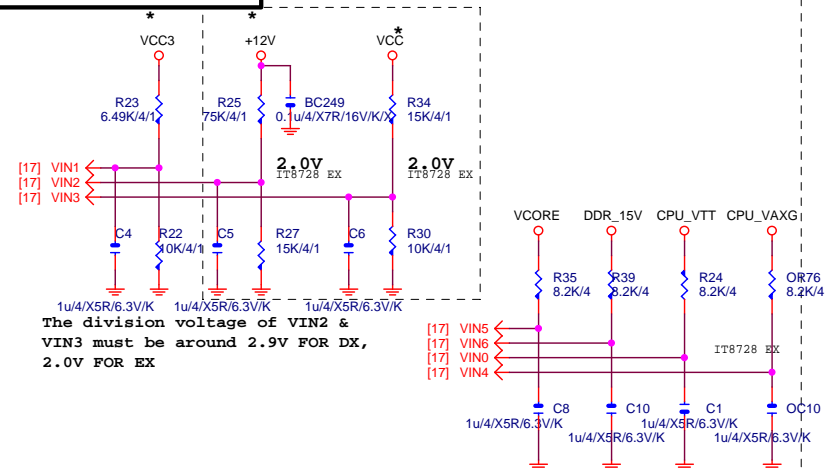 * * *
VCC3 +12V VCC
R23 R25 BC249 R34
6.49K/4/1 75K/4/1 0.1u/4/X7R/16V/K/X 15K/4/1
2.0V 2.0V
IT8728 EX IT8728 EX
[17] VIN1
[17] VIN2
[17] VIN3
C4 R22 C5 R27 C6 R30
10K/4/1 15K/4/1 10K/4/1
1u/4/X5R/6.3V/K 1u/4/X5R/6.3V/K 1u/4/X5R/6.3V/K
The division voltage of VIN2 &
VIN3 must be around 2.9V FOR DX,
2.0V FOR EX
VCORE DDR_15V CPU_VTT CPU_VAXG
R35 R39 R24 OR76
8.2K/4 8.2K/4 8.2K/4 8.2K/4
[17] VIN5
[17] VIN6
[17] VIN0
[17] VIN4
IT8728 EX
C8 C10 C1 OC10
1u/4/X5R/6.3V/K 1u/4/X5R/6.3V/K
1u/4/X5R/6.3V/K 1u/4/X5R/6.3V/K